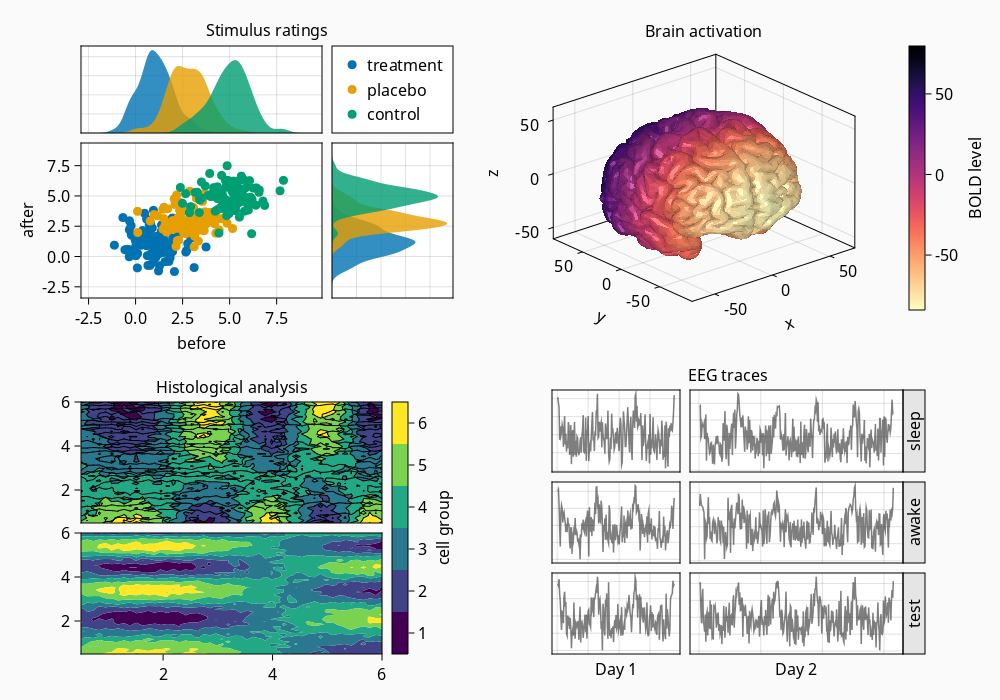 Stimulus ratings
treatment
placebo
control
7.5
5.0
2.5
0.0
-2.5
after
-2.5 0.0 2.5 5.0 7.5
before
Brain activation
50
0
-50
z
50
0
-50
y
-50
0
50
x
50
0
-50
BOLD level
Histological analysis
6
4
2
6
4
2
2 4 6
6
5
4
3
2
1
cell group
EEG traces
sleep
awake
test
Day 1 Day 2